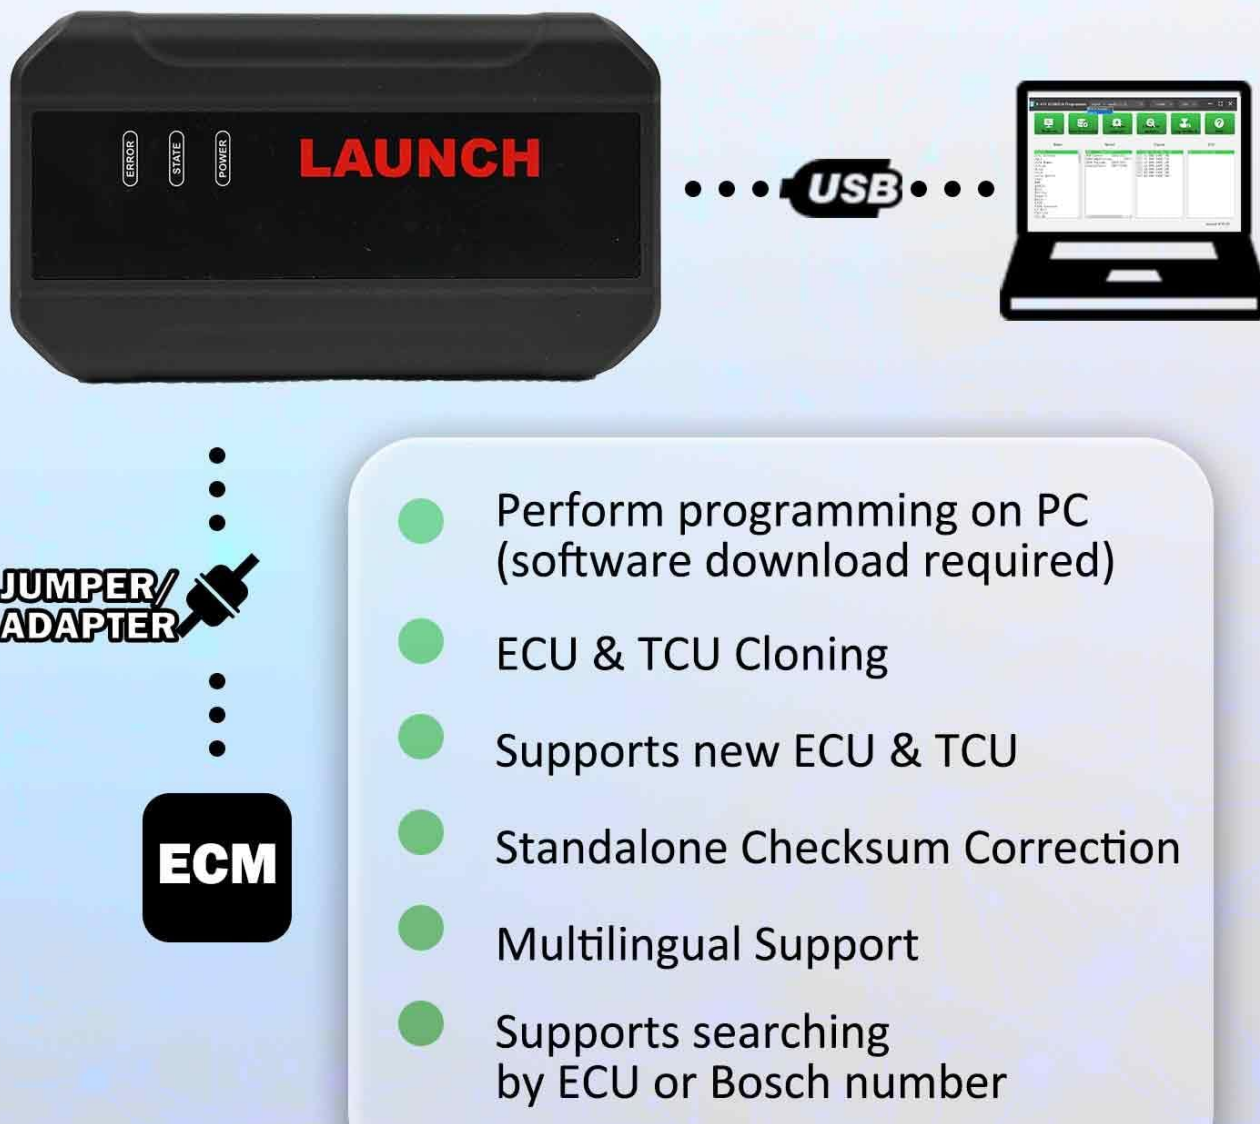 ERROR
STATE
POWER
LAUNCH
USB
JUMPER/
ADAPTER
ECM
Perform programming on PC
(software download required)
ECU & TCU Cloning
Supports new ECU & TCU
Standalone Checksum Correction
Multilingual Support
Supports searching
by ECU or Bosch number